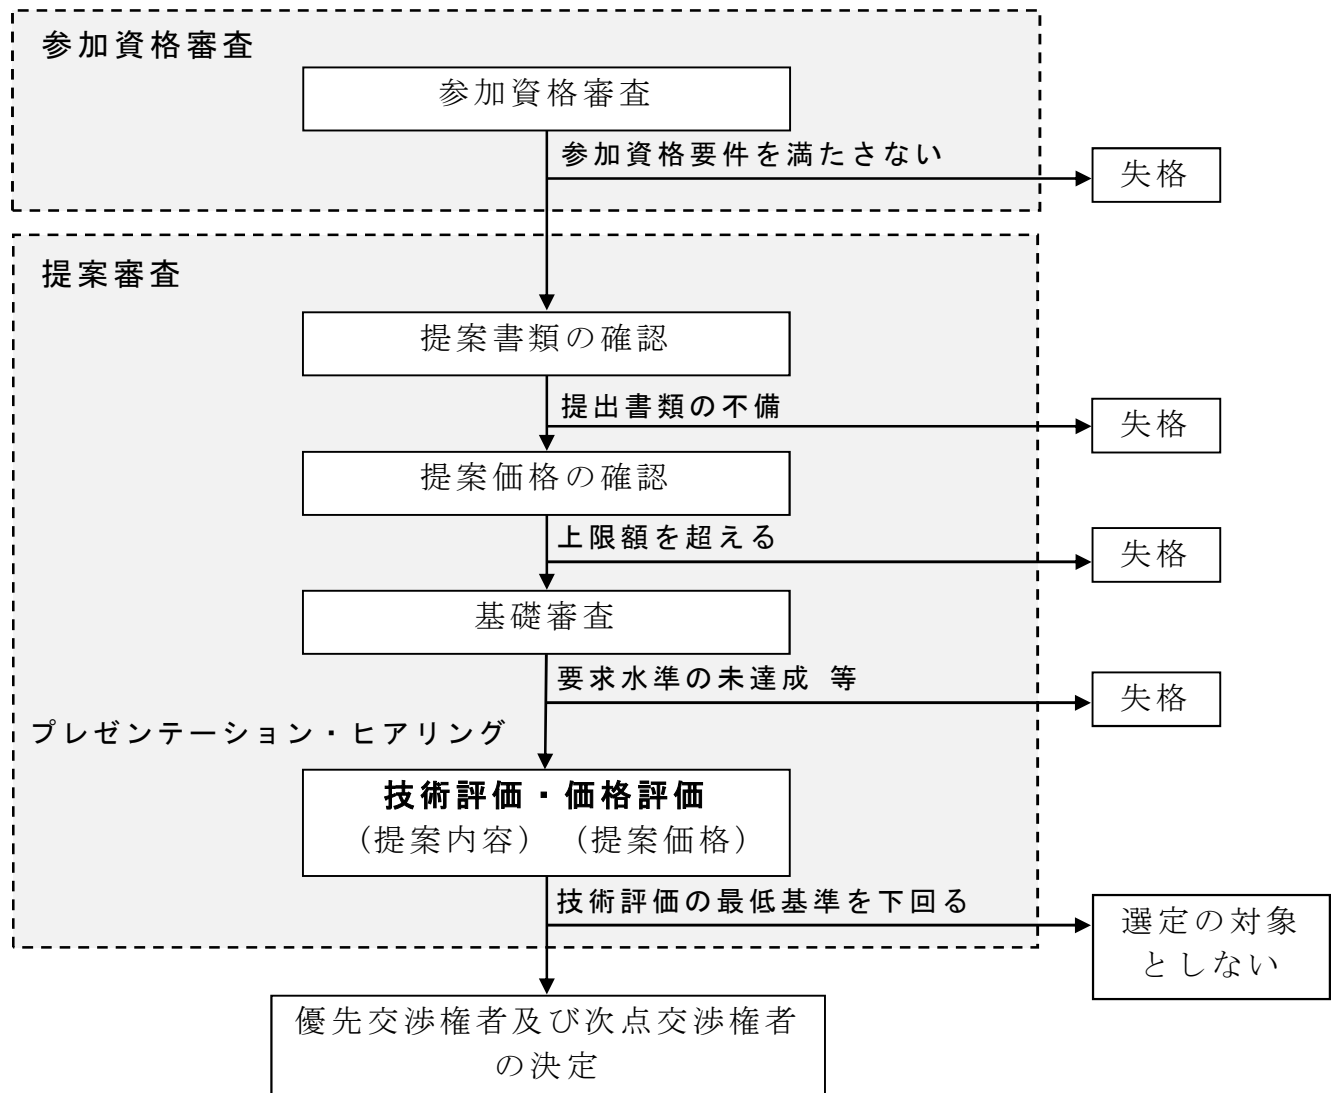 参加資格審査
参加資格審査
参加資格要件を満たさない
失格
提案審査
提案書類の確認
提出書類の不備
失格
提案価格の確認
上限額を超える
失格
基礎審査
要求水準の未達成 等
失格
プレゼンテーション・ヒアリング
技術評価・価格評価
（提案内容） （提案価格）
技術評価の最低基準を下回る
選定の対象
としない
優先交渉権者及び次点交渉権者
の決定